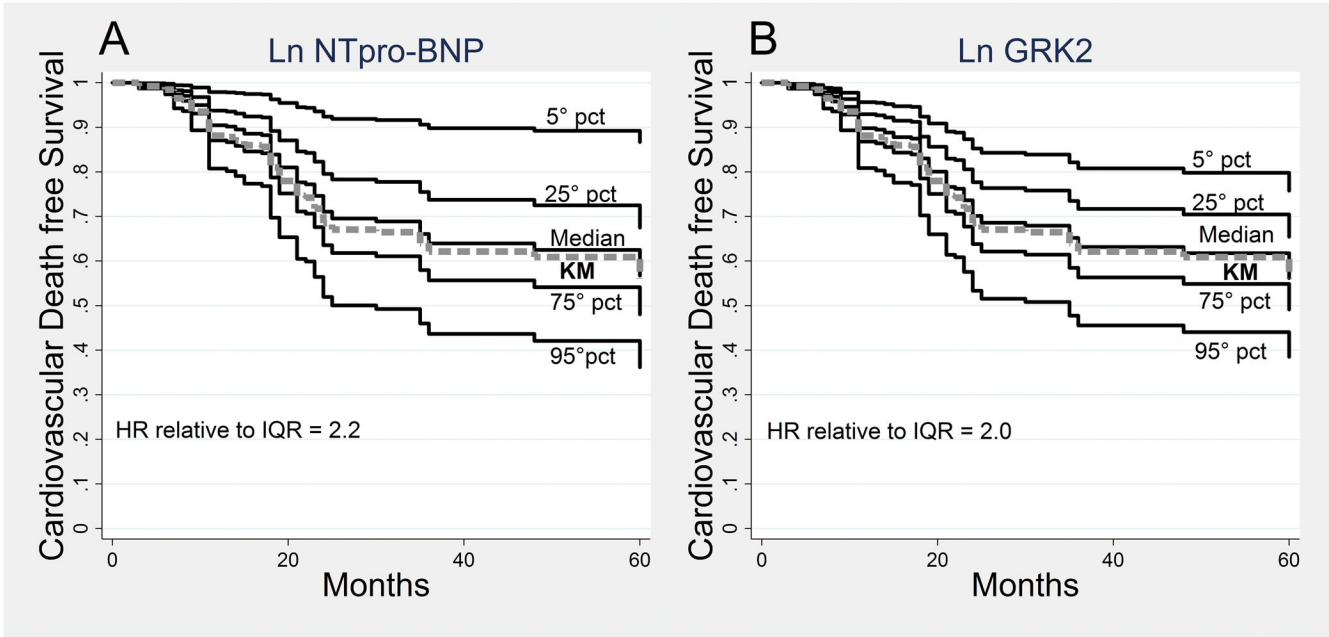 A
Ln NTpro-BNP
Cardiovascular Death free Survival
1
.9
.8
.7
.6
.5
.4
.3
.2
.1
0
5° pct
25° pct
Median
KM
75° pct
95°pct
HR relative to IQR = 2.2
0 20 40 60
Months
B
Ln GRK2
Cardiovascular Death free Survival
1
.9
.8
.7
.6
.5
.4
.3
.2
.1
0
5° pct
25° pct
Median
KM
75° pct
95° pct
HR relative to IQR = 2.0
0 20 40 60
Months